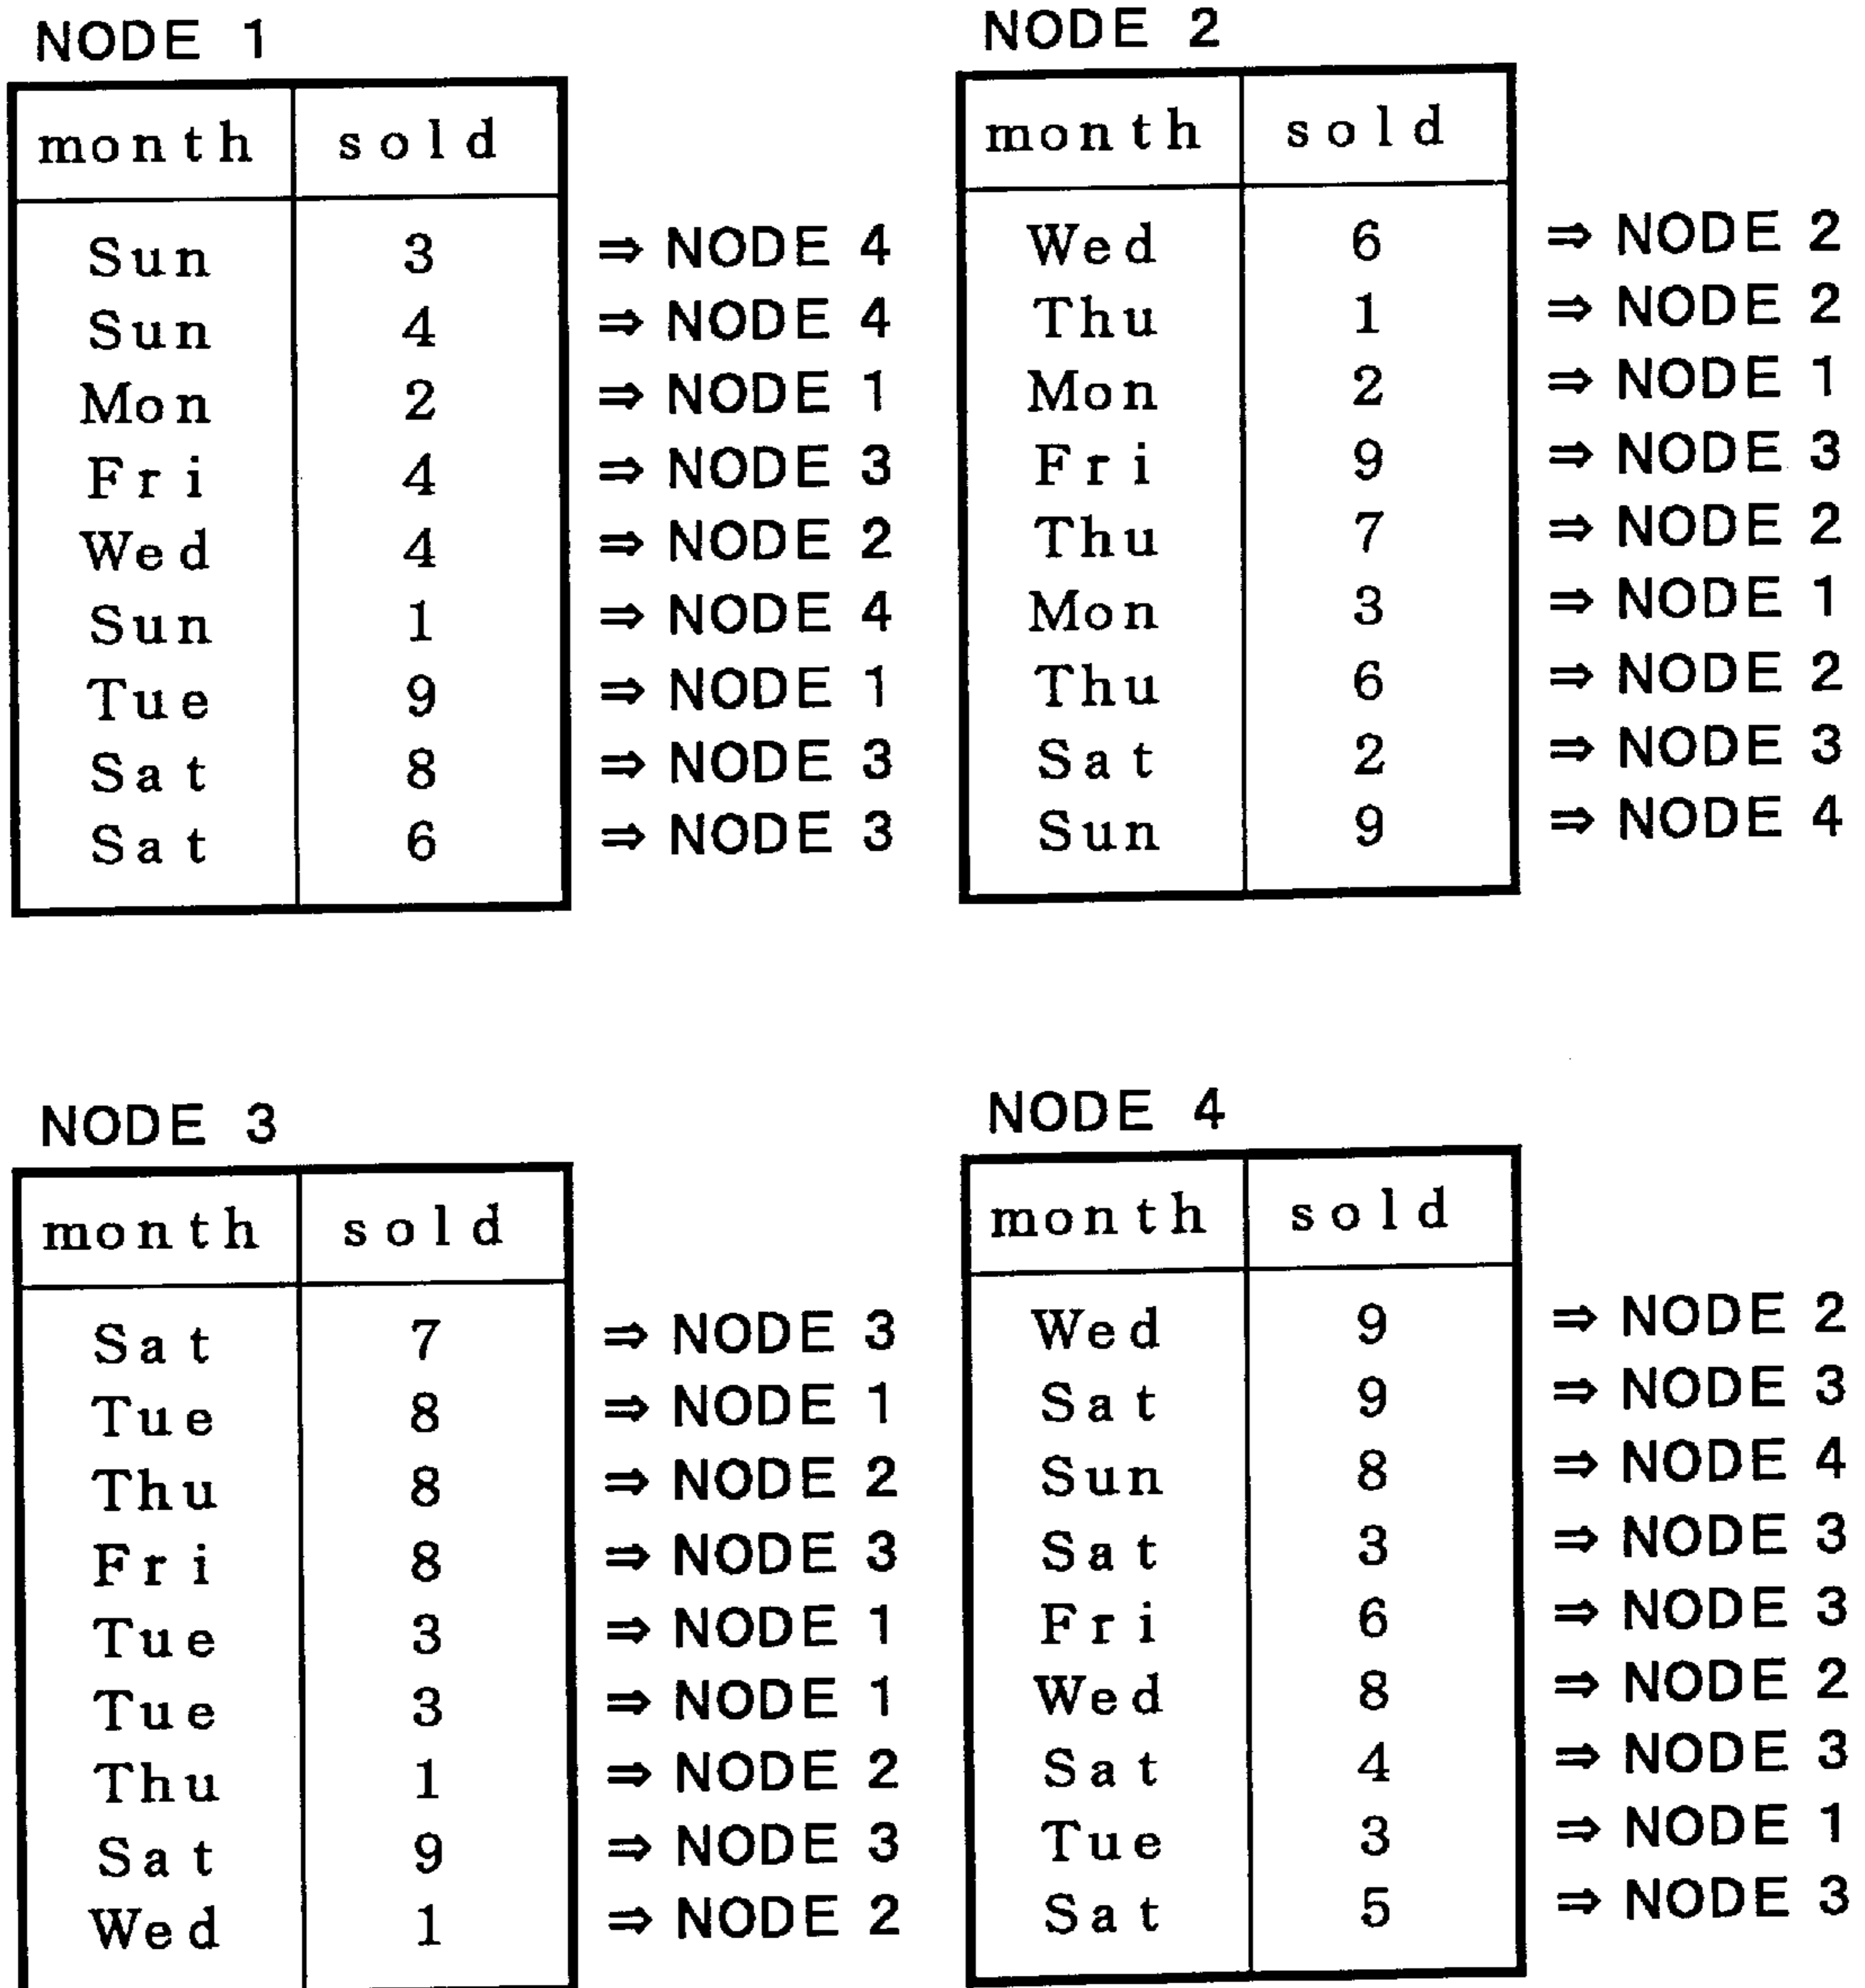 NODE 1
month sold
Sun 3 ⇒ NODE 4
Sun 4 ⇒ NODE 4
Mon 2 ⇒ NODE 1
Fri 4 ⇒ NODE 3
Wed 4 ⇒ NODE 2
Sun 1 ⇒ NODE 4
Tue 9 ⇒ NODE 1
Sat 8 ⇒ NODE 3
Sat 6 ⇒ NODE 3
NODE 2
month sold
Wed 6 ⇒ NODE 2
Thu 1 ⇒ NODE 2
Mon 2 ⇒ NODE 1
Fri 9 ⇒ NODE 3
Thu 7 ⇒ NODE 2
Mon 3 ⇒ NODE 1
Thu 6 ⇒ NODE 2
Sat 2 ⇒ NODE 3
Sun 9 ⇒ NODE 4
NODE 3
month sold
Sat 7 ⇒ NODE 3
Tue 8 ⇒ NODE 1
Thu 8 ⇒ NODE 2
Fri 8 ⇒ NODE 3
Tue 3 ⇒ NODE 1
Tue 3 ⇒ NODE 1
Thu 1 ⇒ NODE 2
Sat 9 ⇒ NODE 3
Wed 1 ⇒ NODE 2
NODE 4
month sold
Wed 9 ⇒ NODE 2
Sat 9 ⇒ NODE 3
Sun 8 ⇒ NODE 4
Sat 3 ⇒ NODE 3
Fri 6 ⇒ NODE 3
Wed 8 ⇒ NODE 2
Sat 4 ⇒ NODE 3
Tue 3 ⇒ NODE 1
Sat 5 ⇒ NODE 3